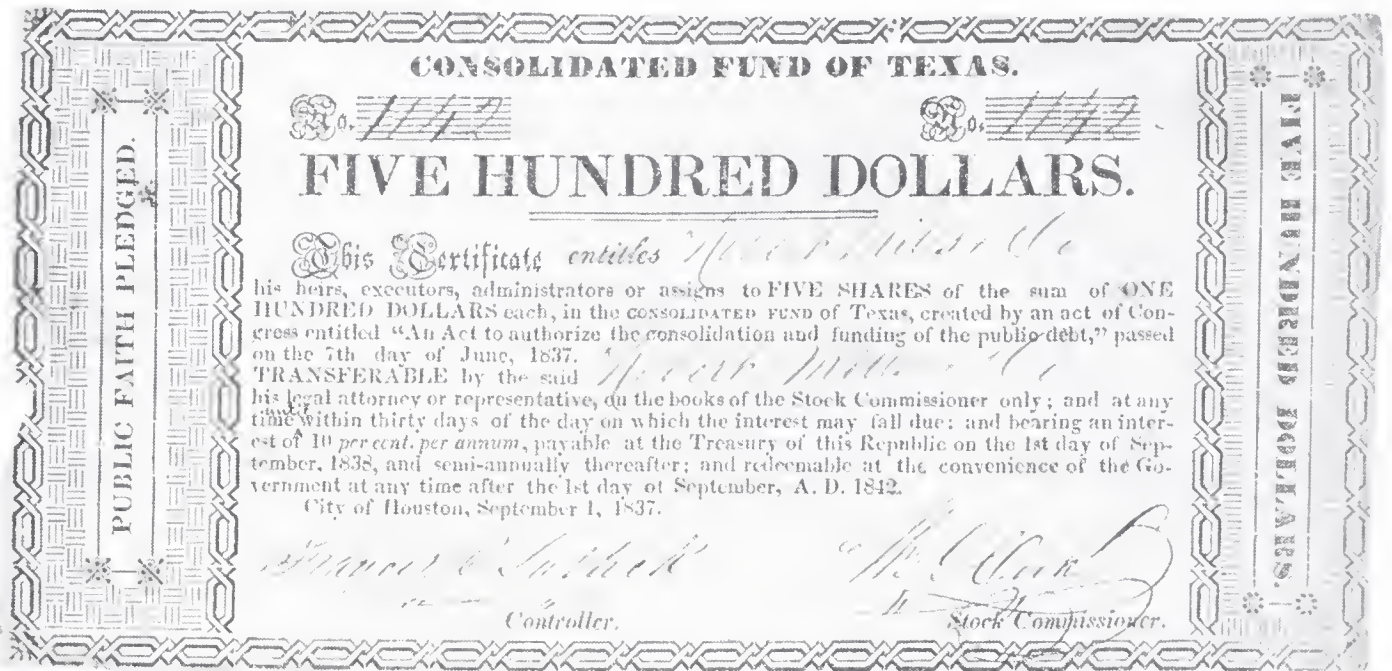 CONSOLIDATED FUND OF TEXAS.
No. 1142 No. 1142
FIVE HUNDRED DOLLARS.
This Certificate entitles
his heirs, executors, administrators or assigns to FIVE SHARES of the sum of ONE
HUNDRED DOLLARS each, in the CONSOLIDATED FUND of Texas, created by an act of Con-
gress entitled “An Act to authorize the consolidation and funding of the public debt,” passed
on the 7th day of June, 1837.
TRANSFERABLE by the said
his legal attorney or representative, on the books of the Stock Commissioner only; and at any
time within thirty days of the day on which the interest may fall due: and bearing an inter-
est of 10 per cent. per annum, payable at the Treasury of this Republic on the 1st day of Sep-
tember, 1838, and semi-annually thereafter; and redeemable at the convenience of the Go-
vernment at any time after the 1st day of September, A. D. 1842.
City of Houston, September 1, 1837.
Francis
Controller. Stock Commissioner.
PUBLIC FAITH PLEDGED.
FIVE HUNDRED DOLLARS.